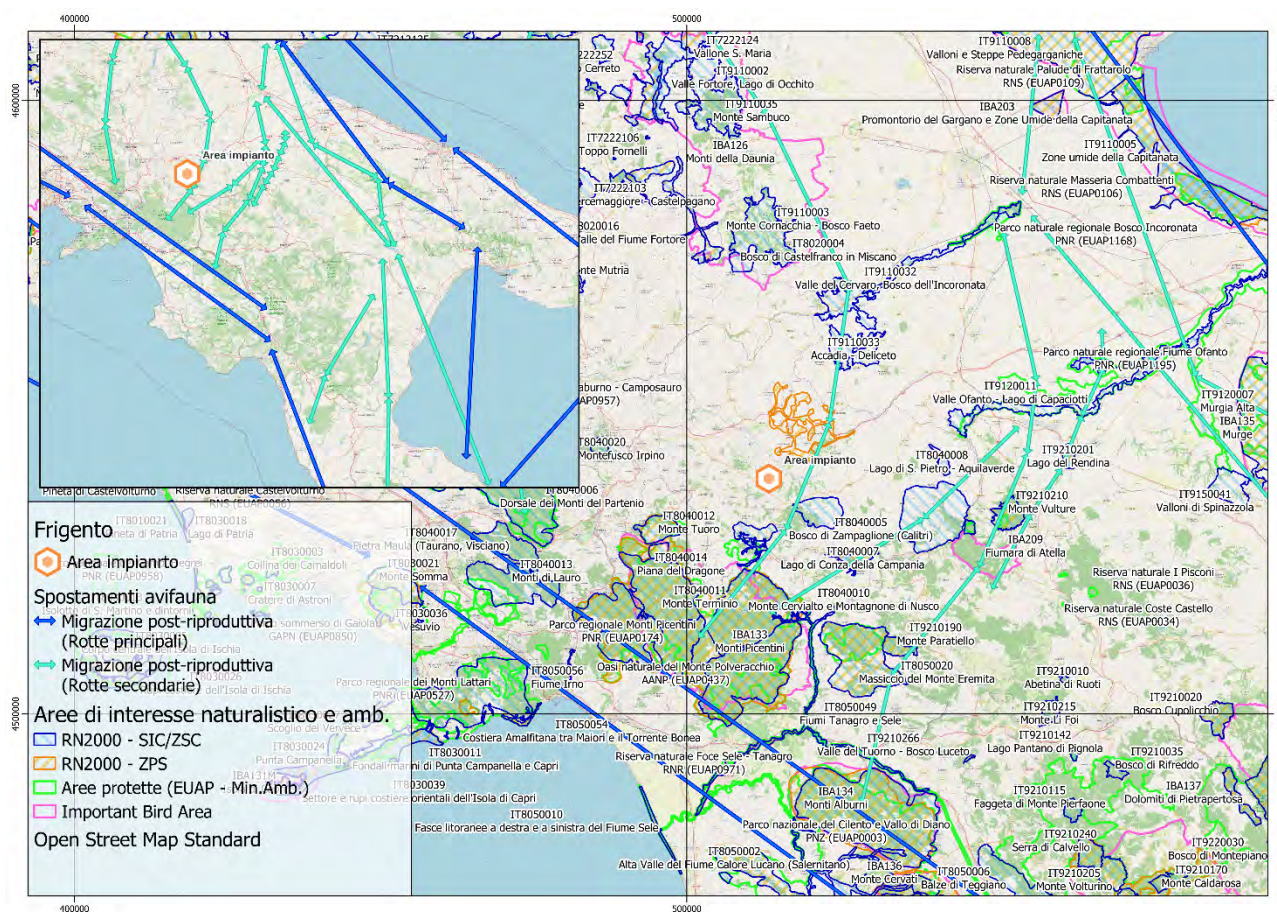 400000
500000
4600000
4500000
IT7222124
Vallone S. Maria
IT9110002
Valle Fortore, Lago di Occhito
IT9110035
Monte Sambuco
IBA126
Monti della Daunia
IT7222106
Toppo Fornelli
IT7222103
IT9110008
Valloni e Steppe Pedegarganiche
Riserva naturale Palude di Frattarolo
RNS (EUAP0109)
IBA203
Promontorio del Gargano e Zone Umide della Capitanata
IT9110005
Zone umide della Capitanata
Riserva naturale Masseria Combattenti
RNS (EUAP0106)
Parco naturale regionale Bosco Incoronata
PNR (EUAP1168)
IT9110003
Monte Cornacchia - Bosco Faeto
IT8020004
Bosco di Castelfranco in Miscano
IT9110032
Valle del Cervaro, Bosco dell'Incoronata
IT9110033
Accadia - Deliceto
Parco naturale regionale Fiume Ofanto
PNR (EUAP1195)
IT9120011
Valle Ofanto - Lago di Capaciotti
IT9120007
Murgia Alta
IBA135
Murge
Area impianto
Area impianto
IT8040020
Montefusco Irpino
IT8040008
Lago di S. Pietro - Aquilaverde
IT9210201
Lago del Rendina
IT9150041
Valloni di Spinazzola
IT8040006
Dorsale dei Monti del Partenio
IT8040012
Monte Tuoro
IT8040005
Bosco di Zampaglione (Calitri)
IT9210210
Monte Vulture
IBA209
Fiumara di Atella
IT8040007
Lago di Conza della Campania
IT8040014
Piana del Dragone
IT8040017
IT8040013
Monti di Lauro
IT8040011
Monte Terminio
IT8040010
Monte Cervialto e Montagnone di Nusco
Riserva naturale I Pisconi
RNS (EUAP0036)
Riserva naturale Coste Castello
RNS (EUAP0034)
Parco regionale Monti Picentini
PNR (EUAP0174)
IBA133
Monti Picentini
IT9210190
Monte Paratiello
Oasi naturale del Monte Polveracchio
AANP (EUAP0437)
IT8050020
Massiccio del Monte Eremita
IT8050056
Fiume Irno
IT9210010
Abetina di Ruoti
IT9210020
Bosco Cupolicchio
IT9210215
Monte Li Foi
IT8050049
Fiumi Tanagro e Sele
IT9210142
Lago Pantano di Pignola
IT9210266
Valle del Tuorno - Bosco Luceto
IT9210035
Bosco di Rifreddo
IT8050054
Costiera Amalfitana tra Maiori e il Torrente Bonea
Riserva naturale Foce Sele - Tanagro
RNR (EUAP0971)
IT8030011
Fondali marini di Punta Campanella e Capri
IT8030039
Settore e rupi costiere orientali dell'Isola di Capri
IT8050010
Fasce litoranee a destra e a sinistra del Fiume Sele
IBA134
Monti Alburni
Parco nazionale del Cilento e Vallo di Diano
PNZ (EUAP0003)
IT9210115
Faggeta di Monte Pierfaone
IBA137
Dolomiti di Pietrapertosa
IT9210240
Serra di Calvello
IT9220030
Bosco di Montepiano
IT8050002
Alta Valle del Fiume Calore Lucano (Salernitano)
IBA136
Monte Cervati
IT8050006
Balze di Teggiano
IT9210205
Monte Volturino
IT9210170
Monte Caldarosa
Frigento
Area impianrto
Spostamenti avifauna
Migrazione post-riproduttiva
(Rotte principali)
Migrazione post-riproduttiva
(Rotte secondarie)
Aree di interesse naturalistico e amb.
RN2000 - SIC/ZSC
RN2000 - ZPS
Aree protette (EUAP - Min.Amb.)
Important Bird Area
Open Street Map Standard
400000
500000